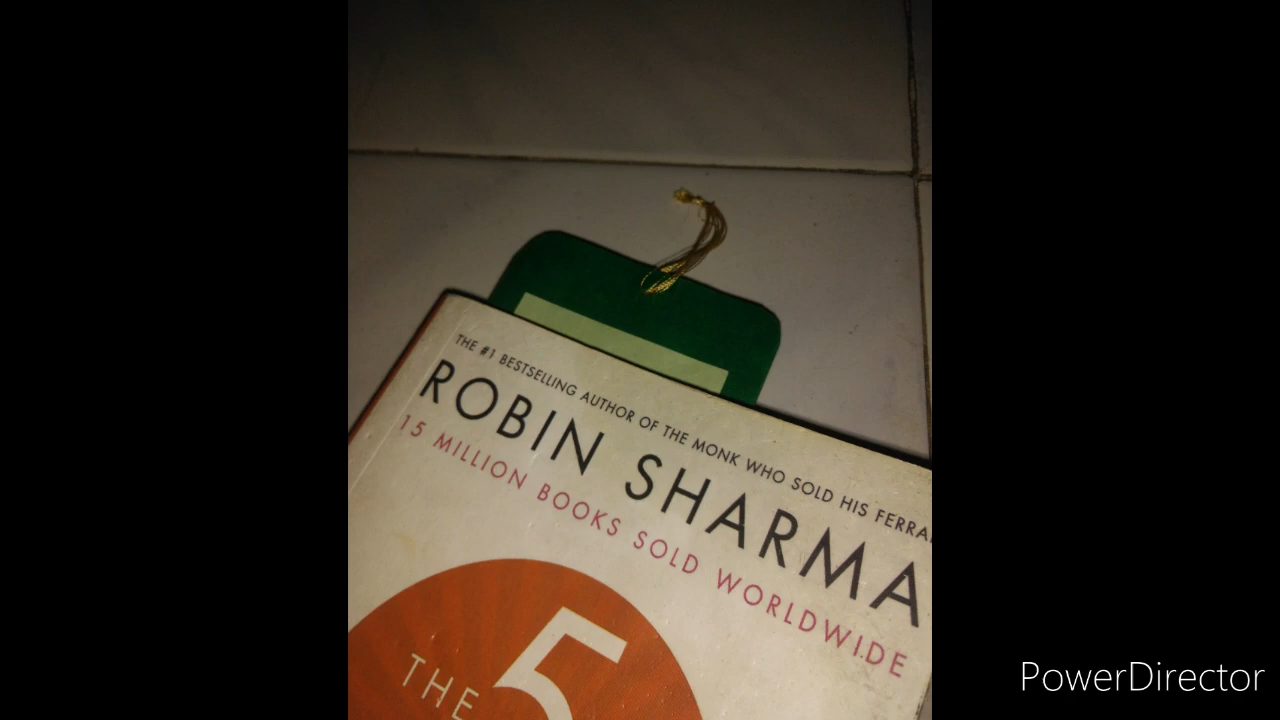 THE #1 BESTSELLING AUTHOR OF THE MONK WHO SOLD HIS FERRA
ROBIN SHARMA
15 MILLION BOOKS SOLD WORLDWIDE
THE 5
PowerDirector